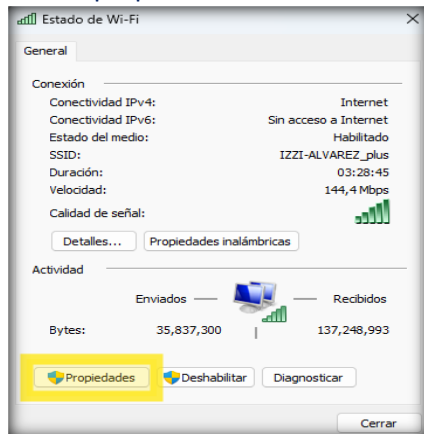 Estado de Wi-Fi
General
Conexión
Conectividad IPv4: Internet
Conectividad IPv6: Sin acceso a Internet
Estado del medio: Habilitado
SSID: IZZI-ALVAREZ_plus
Duración: 03:28:45
Velocidad: 144,4 Mbps
Calidad de señal:
Detalles... Propiedades inalámbricas
Actividad
Enviados Recibidos
Bytes: 35,837,300 137,248,993
Propiedades Deshabilitar Diagnosticar
Cerrar